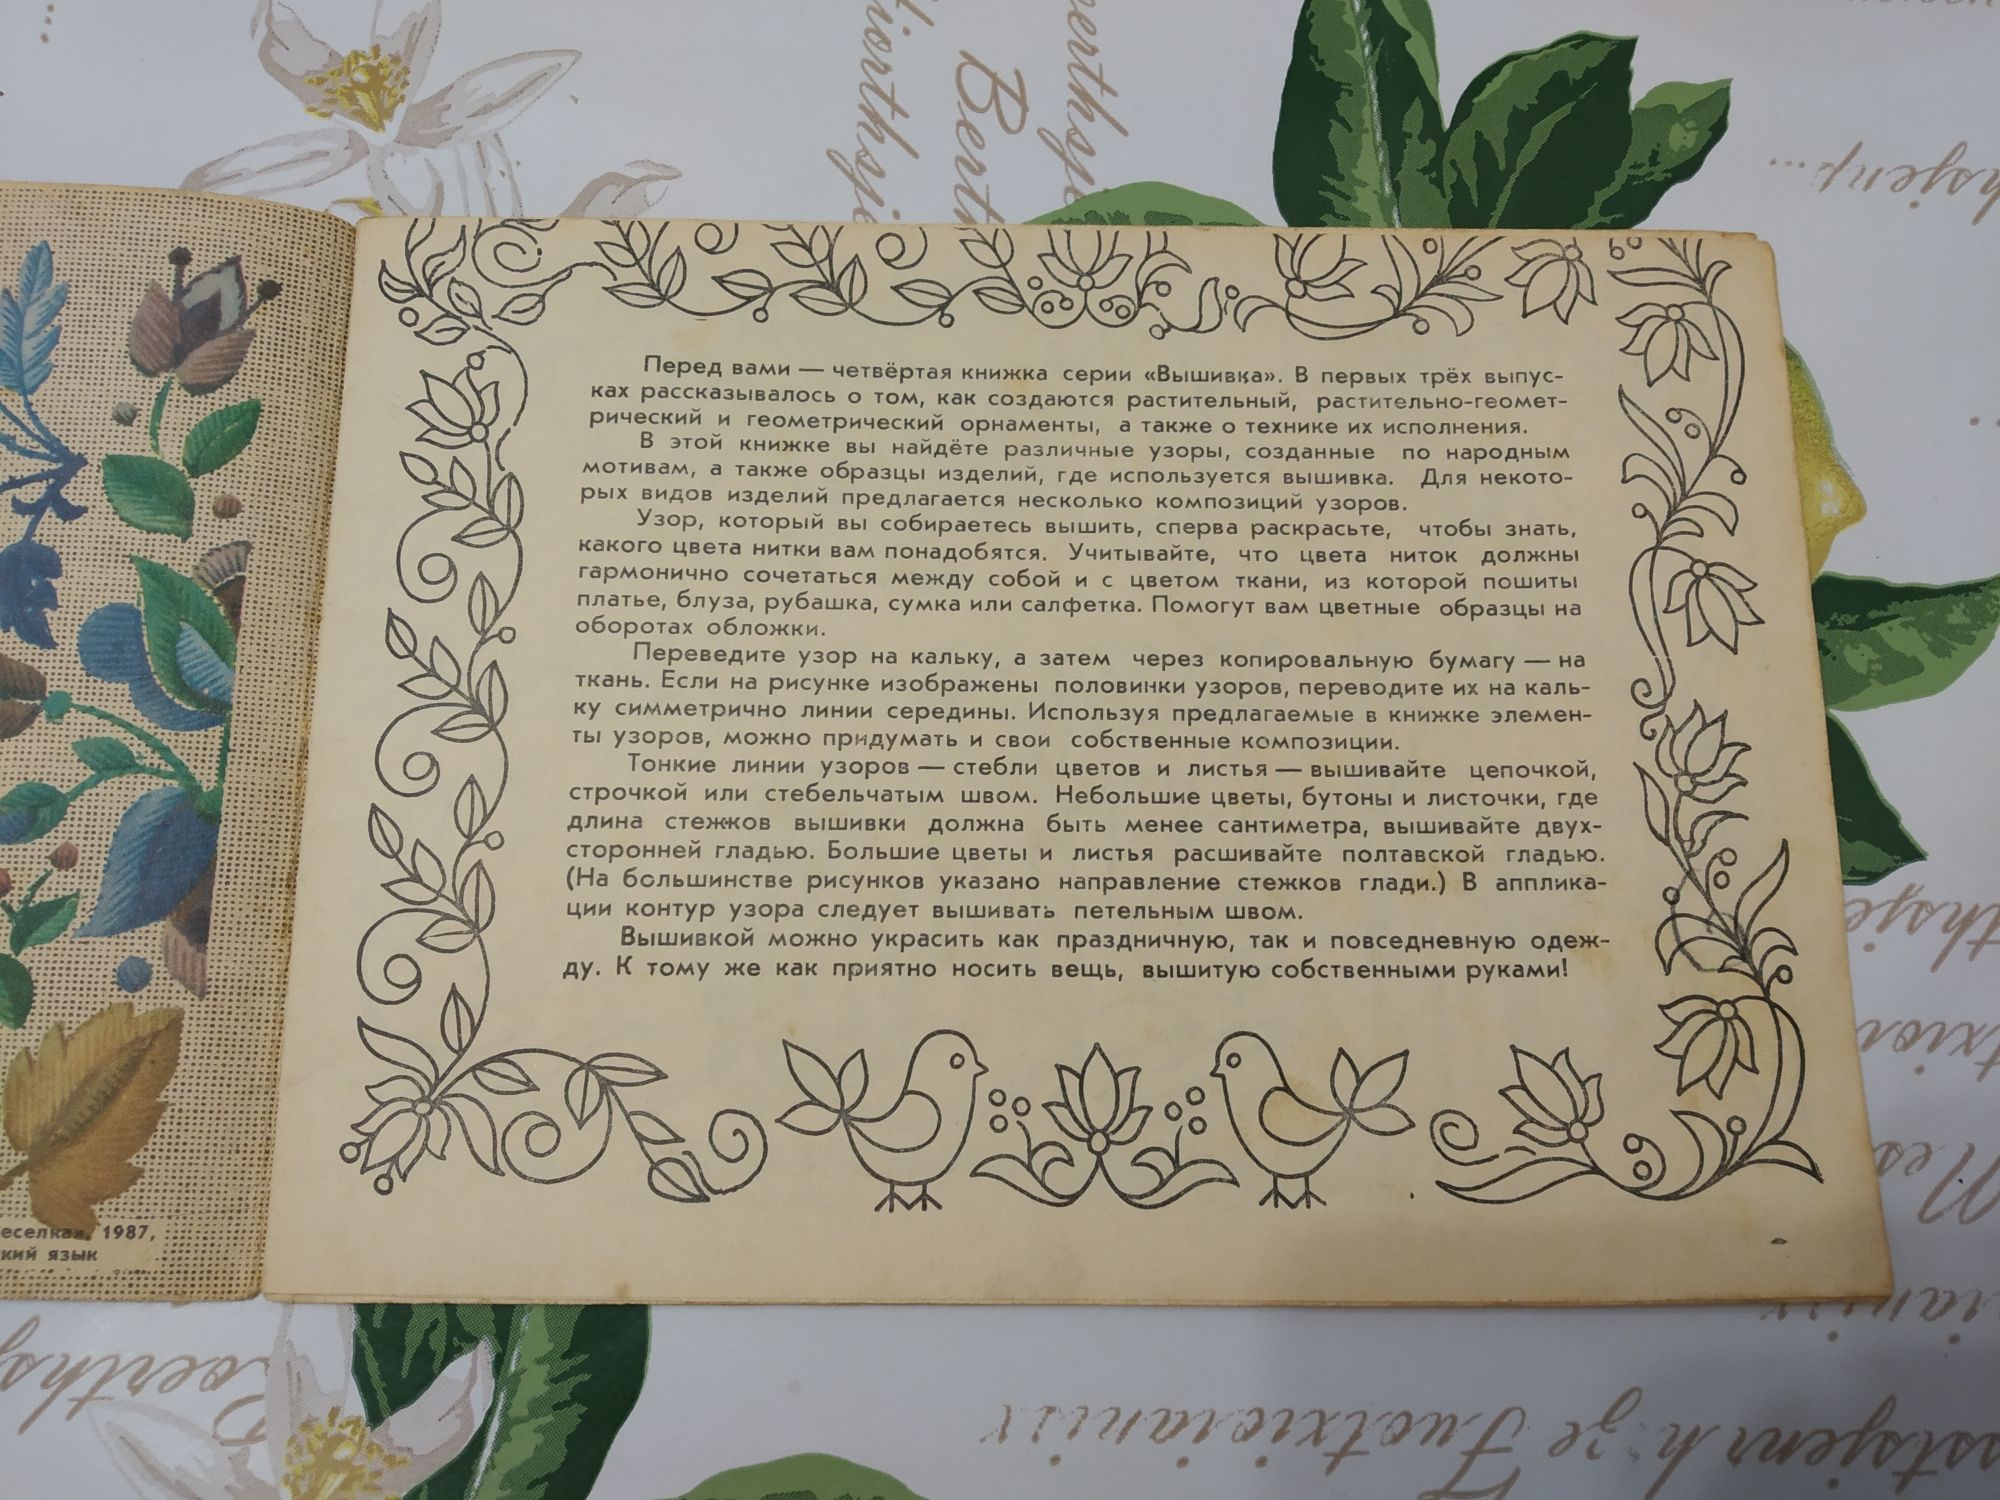 Перед вами — четвёртая книжка серии «Вышивка». В первых трёх выпус-
ках рассказывалось о том, как создаются растительный, растительно-геомет-
рический и геометрический орнаменты, а также о технике их исполнения.
В этой книжке вы найдёте различные узоры, созданные по народным
мотивам, а также образцы изделий, где используется вышивка. Для некото-
рых видов изделий предлагается несколько композиций узоров.
Узор, который вы собираетесь вышить, сперва раскрасьте, чтобы знать,
какого цвета нитки вам понадобятся. Учитывайте, что цвета ниток должны
гармонично сочетаться между собой и с цветом ткани, из которой пошиты
платье, блуза, рубашка, сумка или салфетка. Помогут вам цветные образцы на
оборотах обложки.
Переведите узор на кальку, а затем через копировальную бумагу — на
ткань. Если на рисунке изображены половинки узоров, переводите их на каль-
ку симметрично линии середины. Используя предлагаемые в книжке элемен-
ты узоров, можно придумать и свои собственные композиции.
Тонкие линии узоров — стебли цветов и листья — вышивайте цепочкой,
строчкой или стебельчатым швом. Небольшие цветы, бутоны и листочки, где
длина стежков вышивки должна быть менее сантиметра, вышивайте двух-
сторонней гладью. Большие цветы и листья расшивайте полтавской гладью.
(На большинстве рисунков указано направление стежков глади.) В апплика-
ции контур узора следует вышивать петельным швом.
Вышивкой можно украсить как праздничную, так и повседневную одеж-
ду. К тому же как приятно носить вещь, вышитую собственными руками!
еселка», 1987,
кий язык